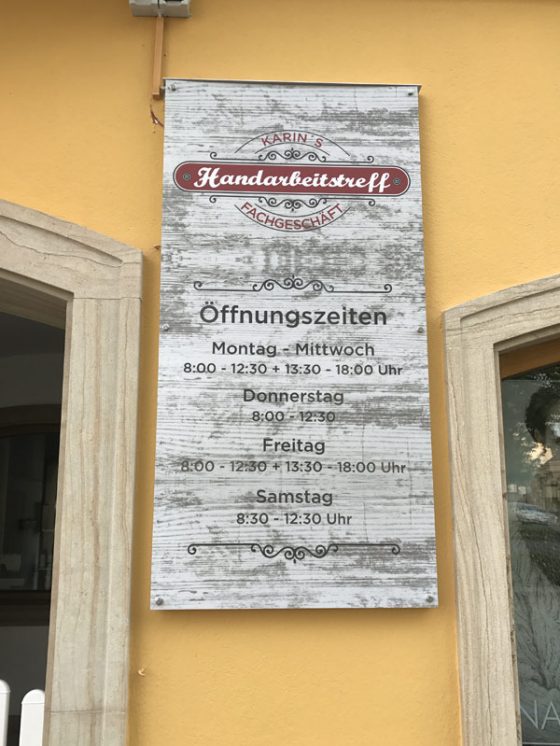 KARIN´S
Handarbeitstreff
FACHGESCHÄFT
Öffnungszeiten
Montag - Mittwoch
8:00 - 12:30 + 13:30 - 18:00 Uhr
Donnerstag
8:00 - 12:30
Freitag
8:00 - 12:30 + 13:30 - 18:00 Uhr
Samstag
8:30 - 12:30 Uhr